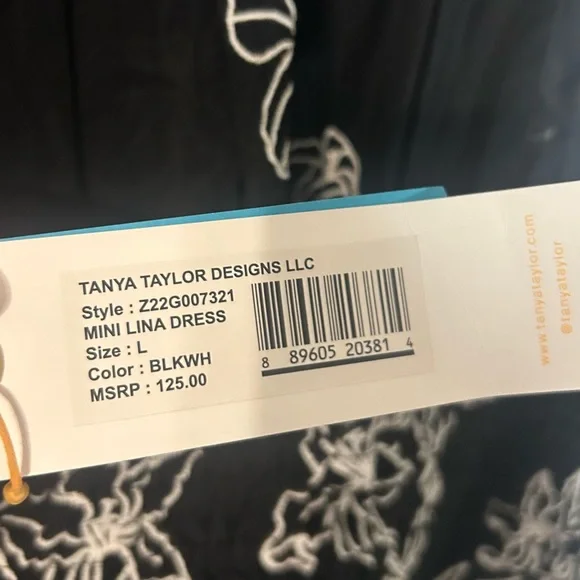 TANYA TAYLOR DESIGNS LLC
Style : Z22G007321
MINI LINA DRESS
Size : L
Color : BLKWH
MSRP : 125.00
8 89605 20381 4
www.tanyataylor.com
@tanyataylor